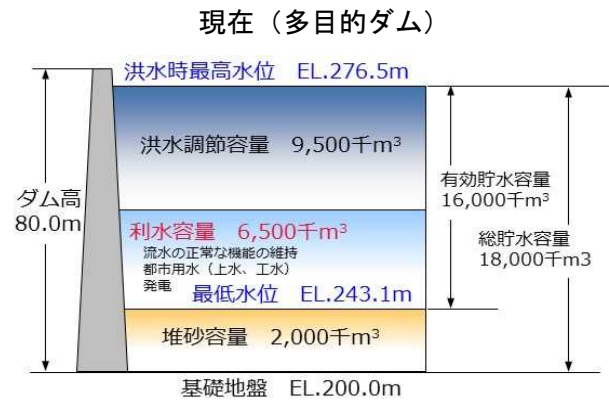 現在（多目的ダム）
洪水時最高水位 EL.276.5m
洪水調節容量 9,500千m³
ダム高
80.0m
有効貯水容量
16,000千m³
利水容量 6,500千m³
流水の正常な機能の維持
都市用水（上水、工水）
発電
総貯水容量
18,000千m3
最低水位 EL.243.1m
堆砂容量 2,000千m³
基礎地盤 EL.200.0m